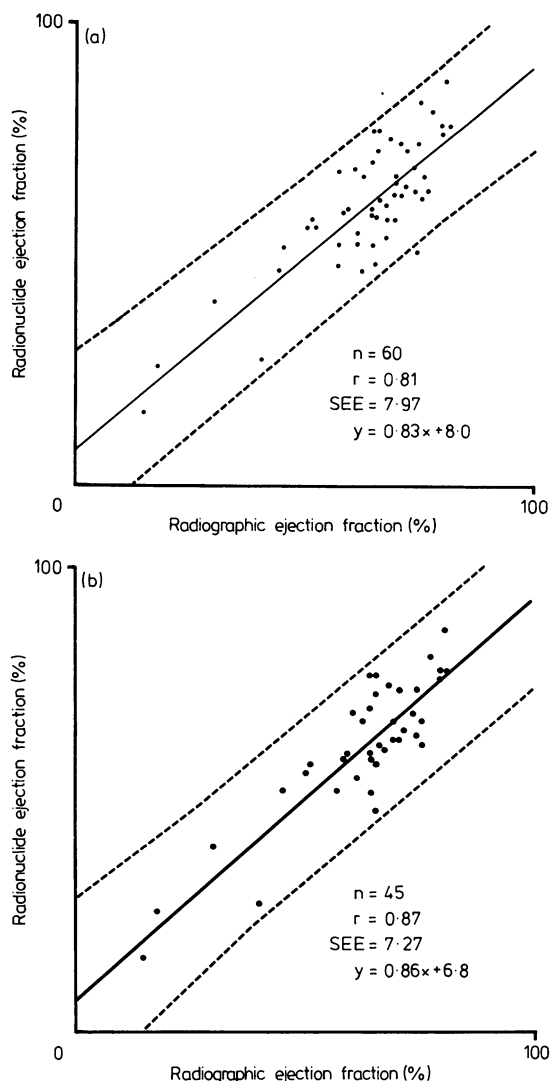 100
(a)
Radionuclide ejection fraction (%)
n = 60
r = 0·81
SEE = 7·97
y = 0·83x +8·0
0
100
Radiographic ejection fraction (%)
100
(b)
Radionuclide ejection fraction (%)
n = 45
r = 0·87
SEE = 7·27
y = 0·86x+6·8
0
100
Radiographic ejection fraction (%)